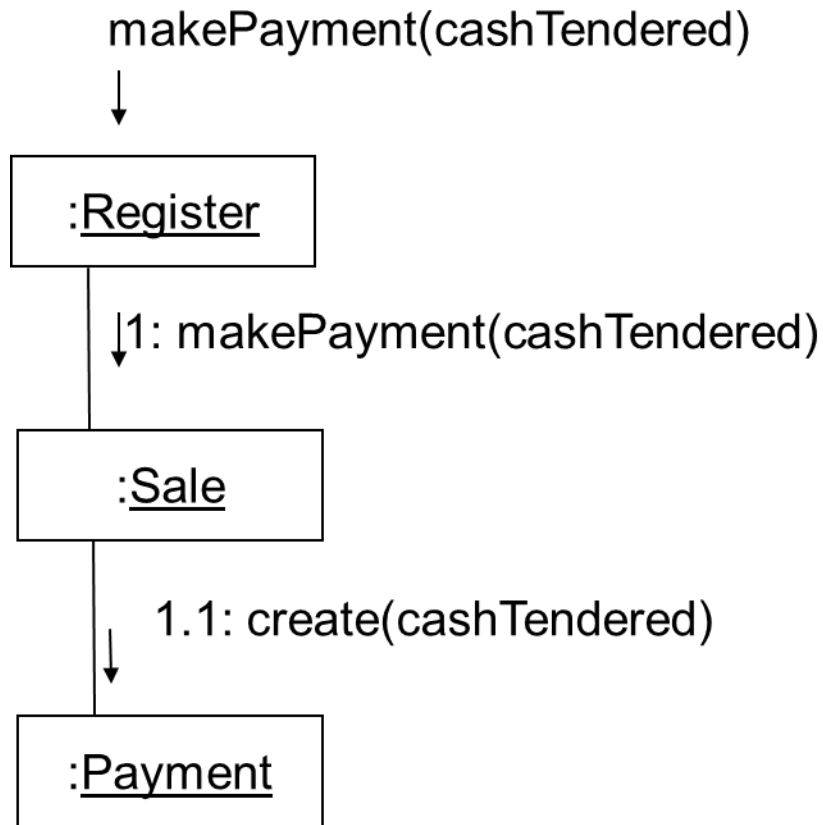 makePayment(cashTendered)
:Register
1: makePayment(cashTendered)
:Sale
1.1: create(cashTendered)
:Payment